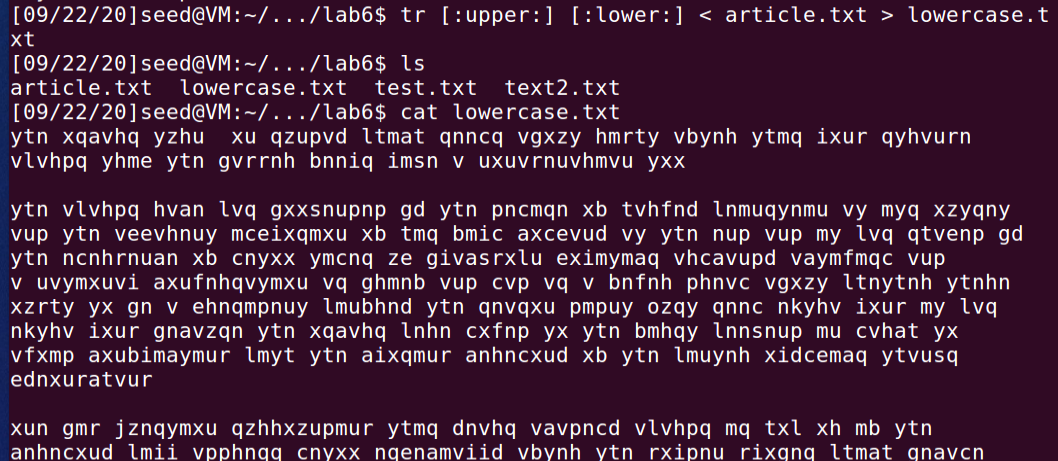 [09/22/20]seed@VM:~/.../lab6$ tr [:upper:] [:lower:] < article.txt > lowercase.t
xt
[09/22/20]seed@VM:~/.../lab6$ ls
article.txt  lowercase.txt  test.txt  text2.txt
[09/22/20]seed@VM:~/.../lab6$ cat lowercase.txt
ytn xqavhq yzhu  xu qzupvd ltmat qnncq vgxzy hmrty vbynh ytmq ixur qyhvurn
vlvhpq yhme ytn gvrrnh bnniq imsn v uxuvrnuvhmvu yxx

ytn vlvhpq hvan lvq gxxsnupnp gd ytn pncmqn xb tvhfnd lnmuqynmu vy myq xzyqny
vup ytn veevhnuy mceixqmxu xb tmq bmic axcevud vy ytn nup vup my lvq qtvenp gd
ytn ncnhrnuan xb cnyxx ymcnq ze givasrxlu eximymaq vhcavupd vaymfmqc vup
v uvymxuvi axufnhqvymxu vq ghmnb vup cvp vq v bnfnh phnvc vgxzy ltnytnh ytnhn
xzrty yx gn v ehnqmpnuy lmubhnd ytn qnvqxu pmpuy ozqy qnnc nkyhv ixur my lvq
nkyhv ixur gnavzqn ytn xqavhq lnhn cxfnp yx ytn bmhqy lnnsnup mu cvhat yx
vfxmp axubimaymur lmyt ytn aixqmur anhncxud xb ytn lmuynh xidcemaq ytvusq
ednxuratvur

xun gmr jznqymxu qzhhxzupmur ytmq dnvhq vavpncd vlvhpq mq txl xh mb ytn
anhncxud lmii vpphnqq cnyxx nqenamviid vbynh ytn rxipnu rixgnq ltmat gnavcn